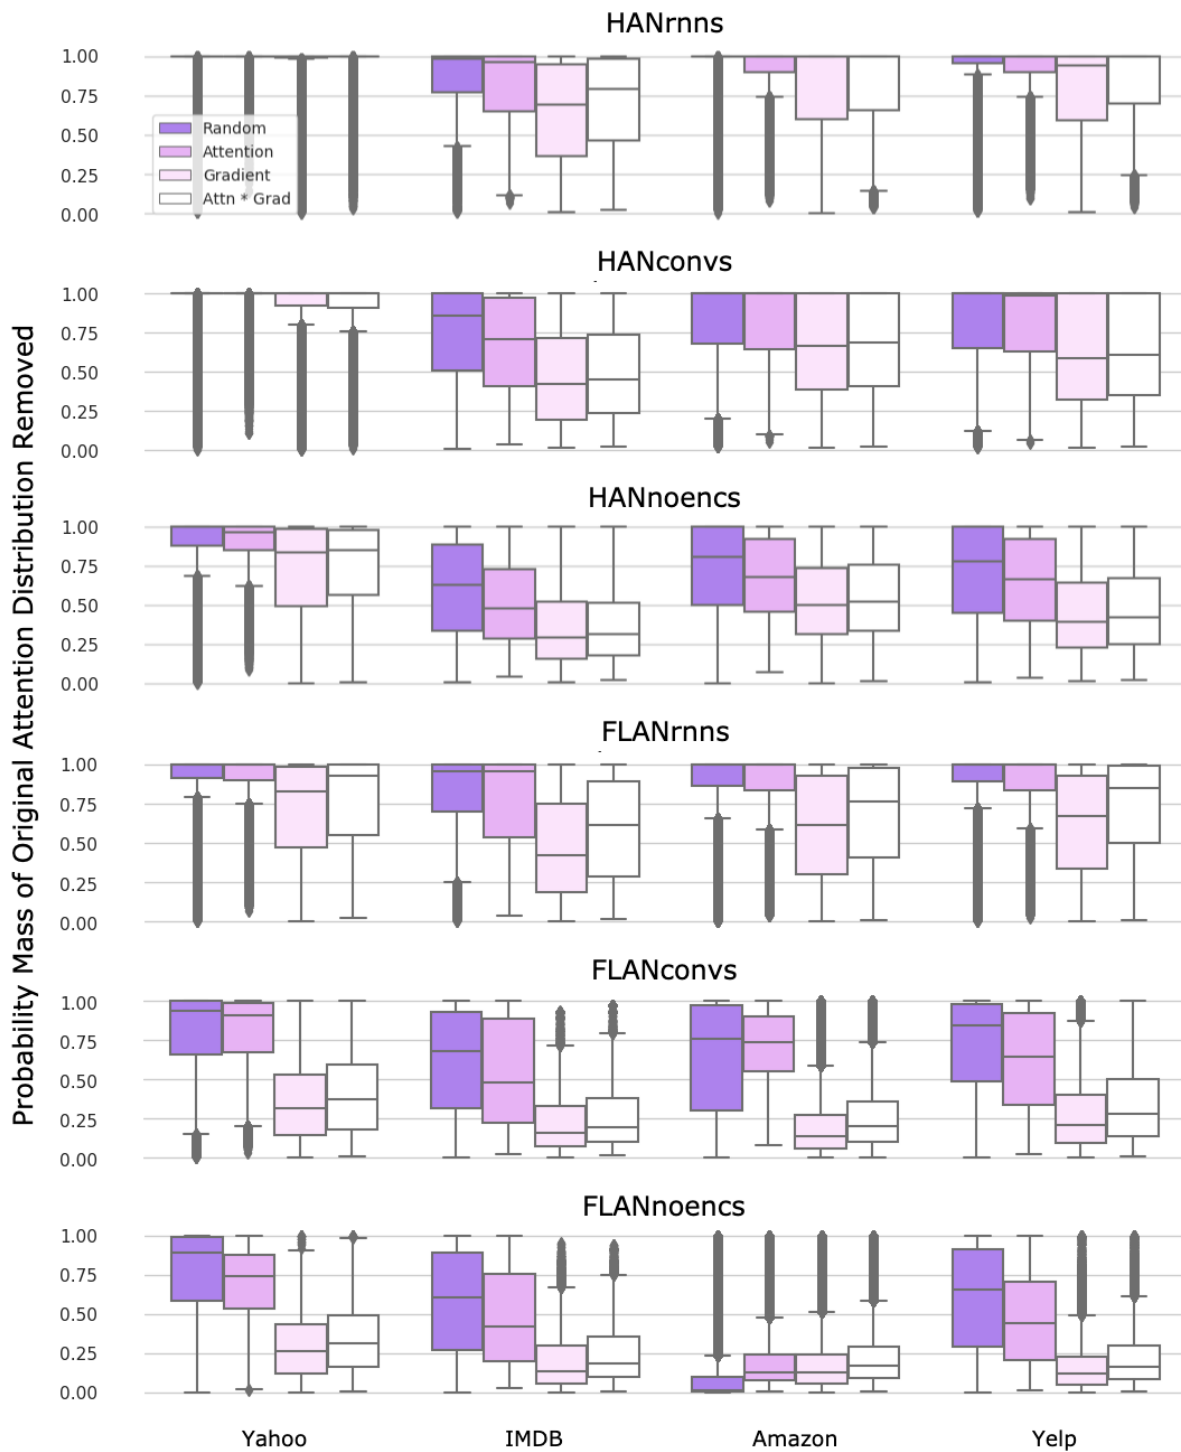 HANrnns
1.00
0.75
0.50
0.25
0.00
Random
Attention
Gradient
Attn * Grad
HANconvs
1.00
0.75
0.50
0.25
0.00
HANnoencs
1.00
0.75
0.50
0.25
0.00
FLANrnns
1.00
0.75
0.50
0.25
0.00
FLANconvs
1.00
0.75
0.50
0.25
0.00
FLANnoencs
1.00
0.75
0.50
0.25
0.00
Yahoo IMDB Amazon Yelp
Probability Mass of Original Attention Distribution Removed